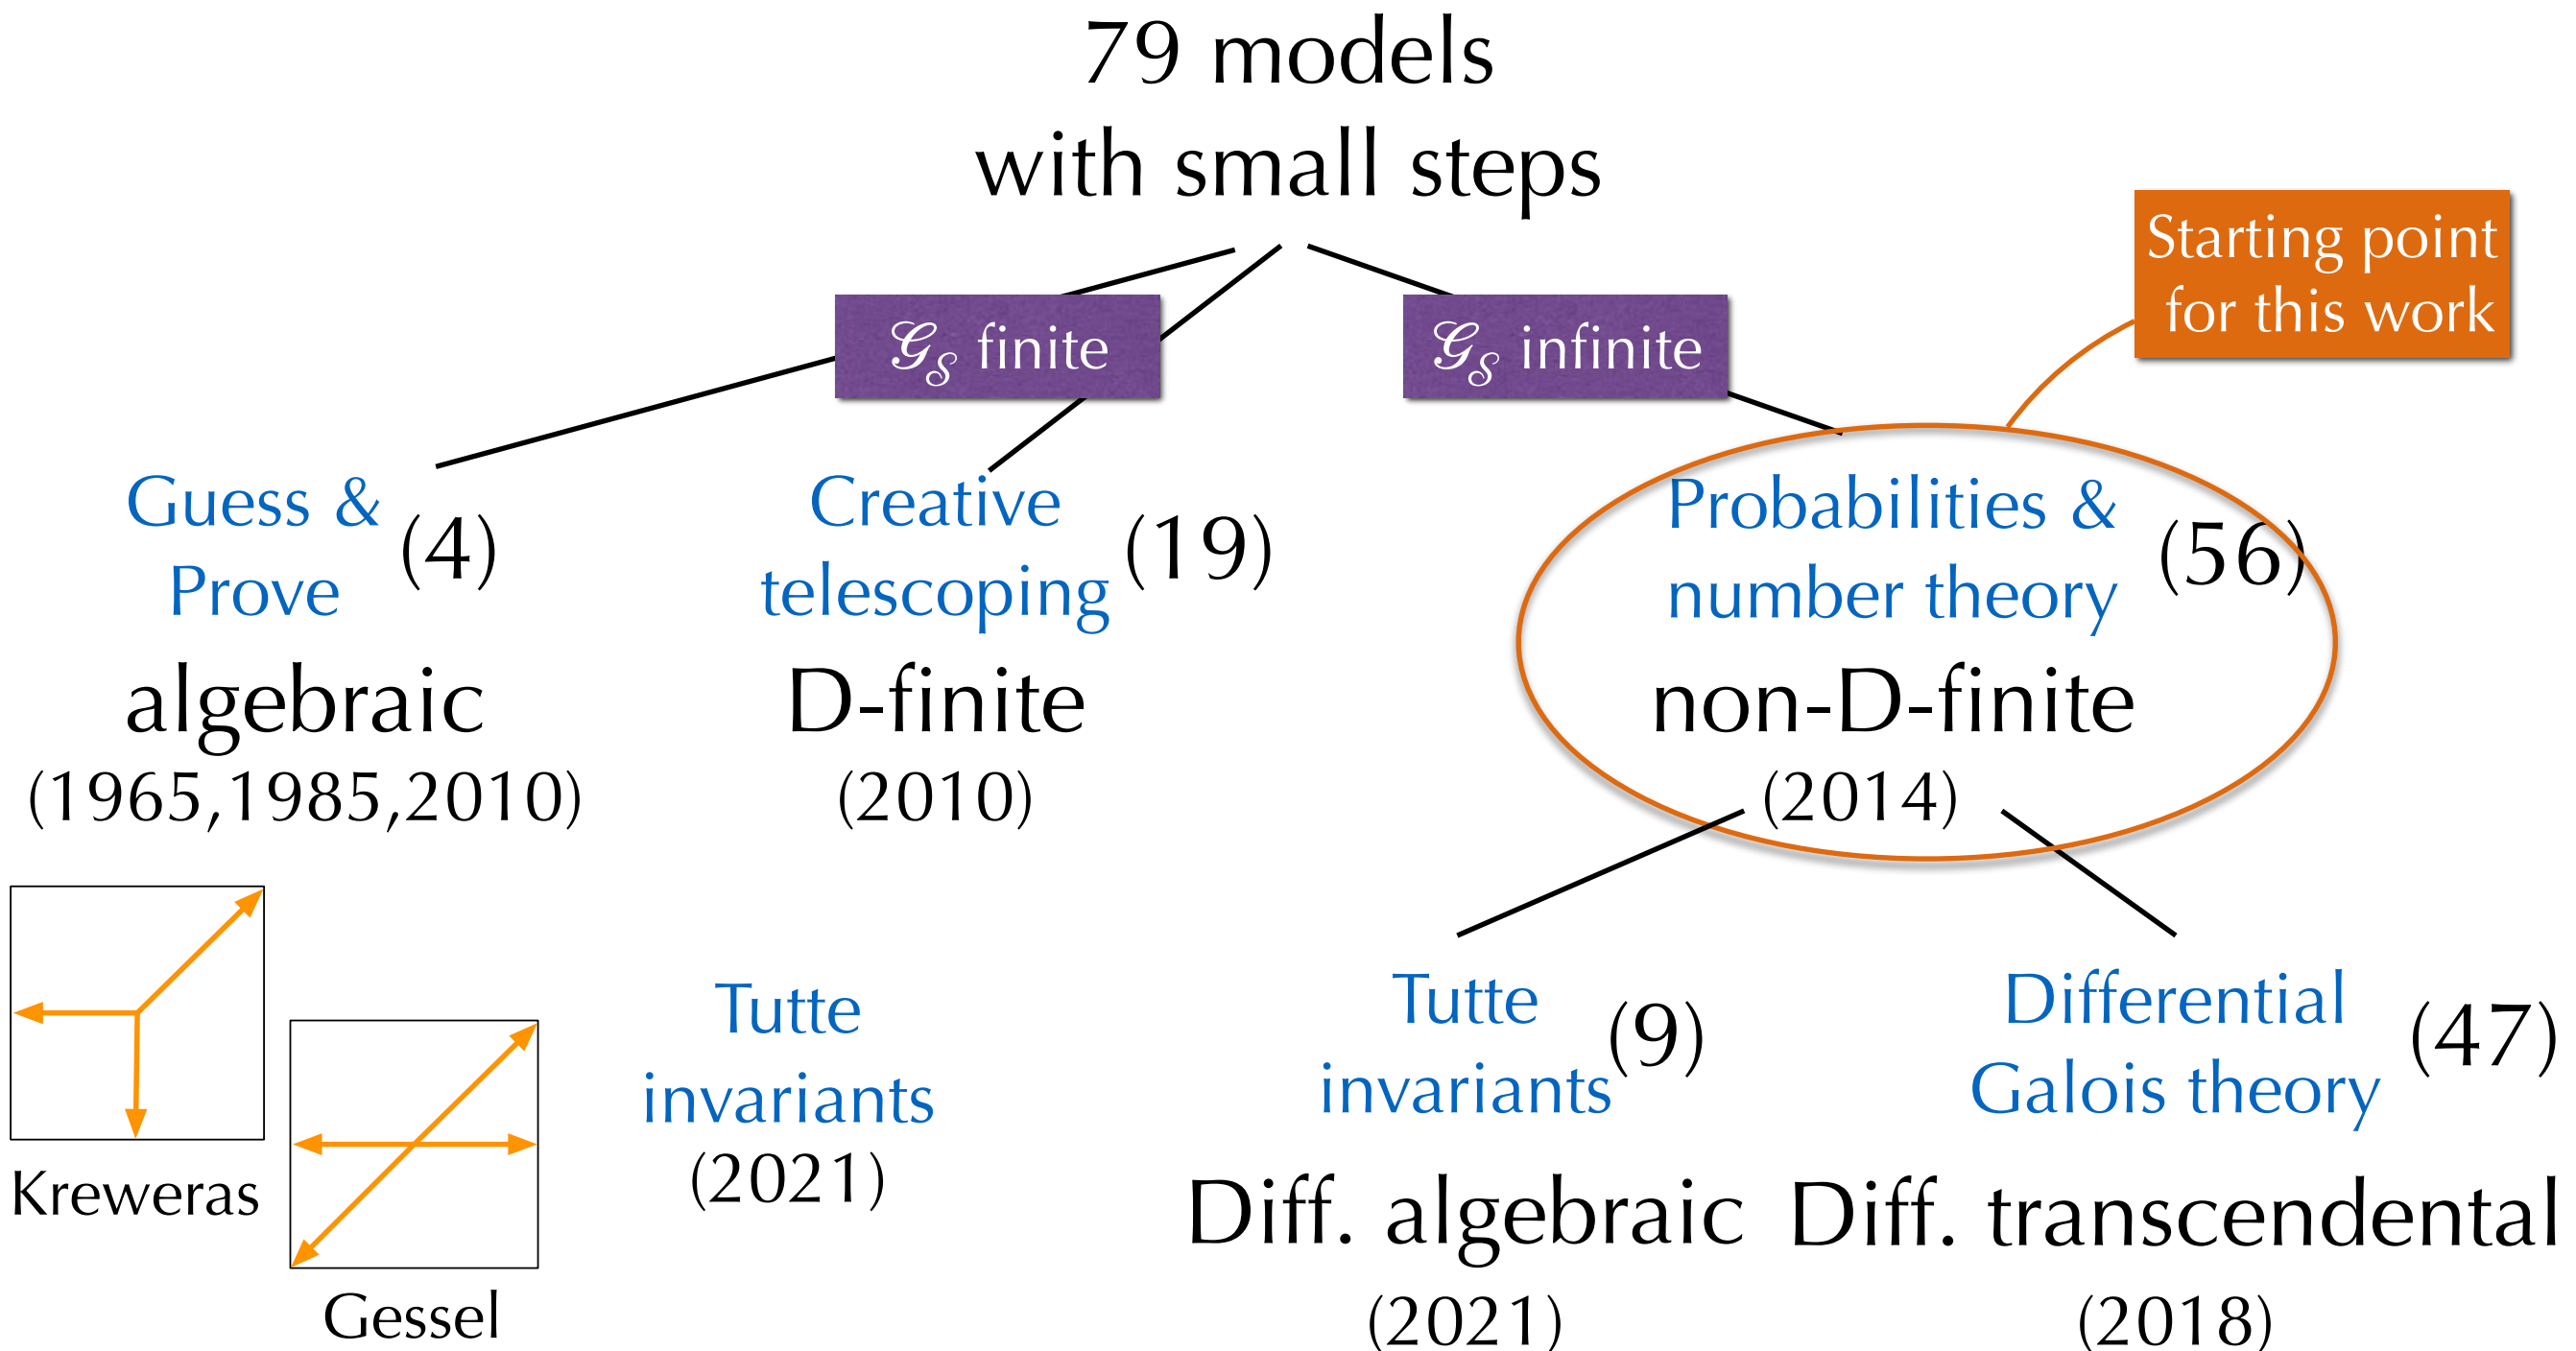 79 models
with small steps
Starting point
for this work
𝒢𝒮 finite
𝒢𝒮 infinite
Guess &
Prove
(4)
algebraic
(1965,1985,2010)
Creative
telescoping
(19)
D-finite
(2010)
Probabilities &
number theory
(56)
non-D-finite
(2014)
Kreweras
Gessel
Tutte
invariants
(2021)
Tutte
invariants
(9)
Diff. algebraic
(2021)
Differential
Galois theory
(47)
Diff. transcendental
(2018)